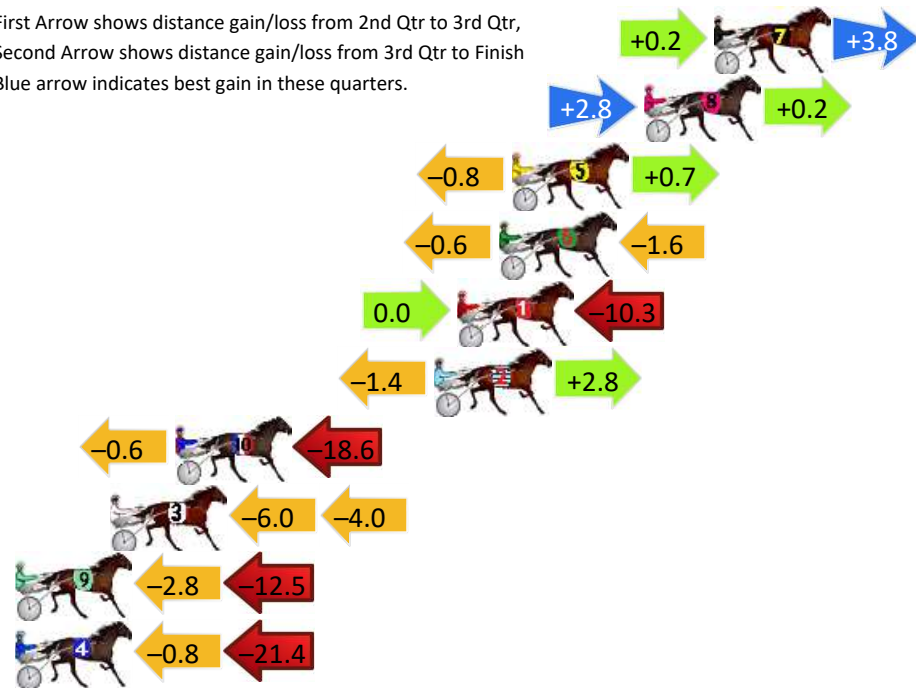 First Arrow shows distance gain/loss from 2nd Qtr to 3rd Qtr,
Second Arrow shows distance gain/loss from 3rd Qtr to Finish
Blue arrow indicates best gain in these quarters.
+0.2 7 +3.8
+2.8 8 +0.2
–0.8 5 +0.7
–0.6 6 –1.6
0.0 1 –10.3
–1.4 2 +2.8
–0.6 10 –18.6
3 –6.0 –4.0
9 –2.8 –12.5
4 –0.8 –21.4